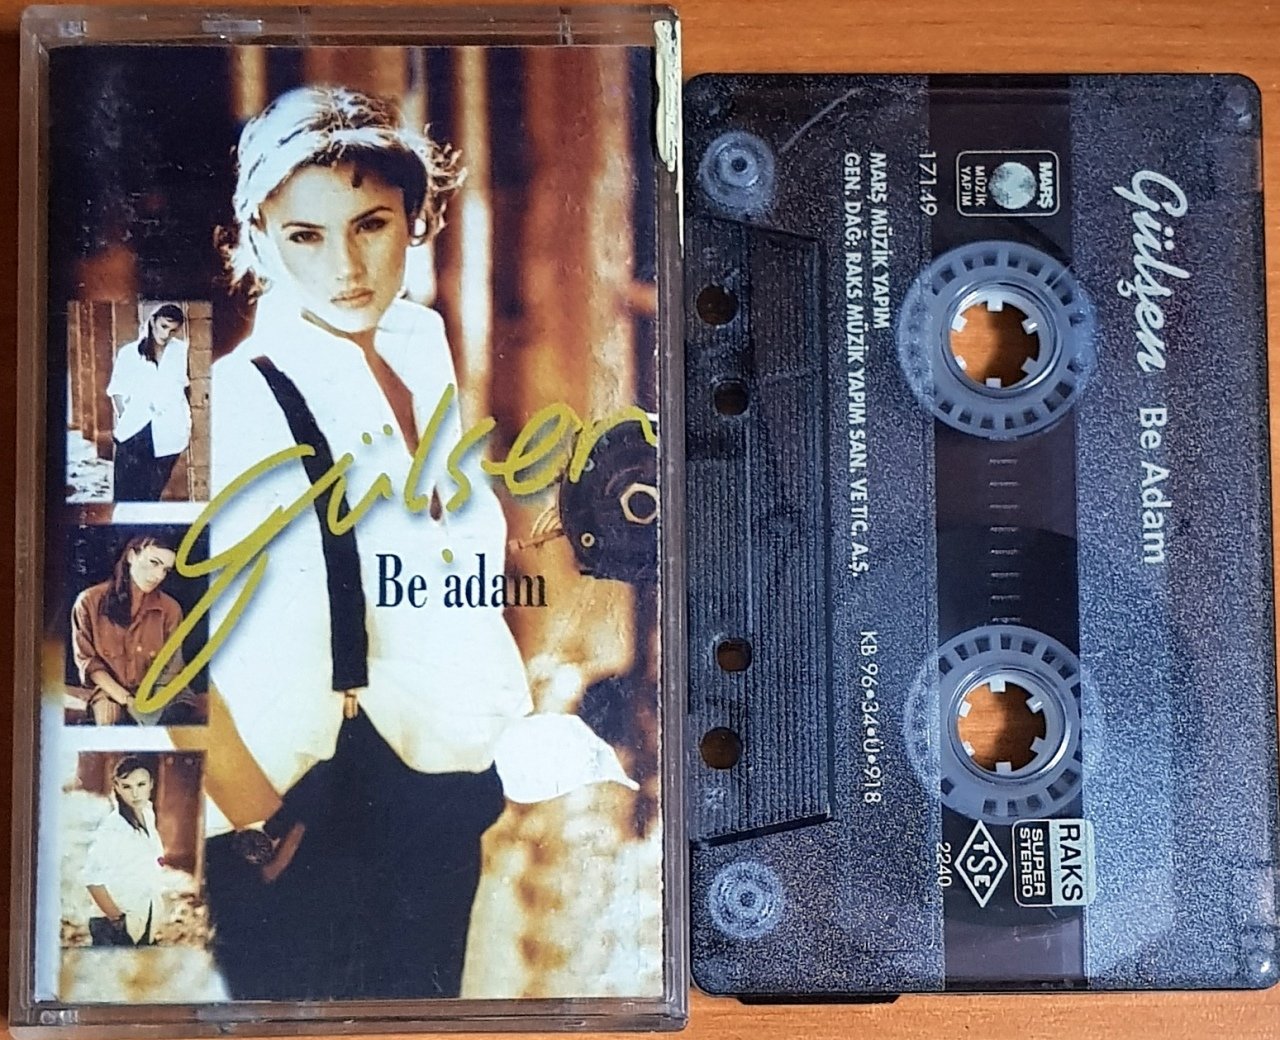 gülşen
Be adam
Gülşen Be Adam
MARŞ
MÜZİK
YAPIM
17149
MARŞ MÜZİK YAPIM
GEN. DAĞ: RAKS MÜZİK YAPIM SAN. VE TİC. A.Ş.
KB•96•34•Ü•918
RAKS
SUPER
STEREO
TSE
2240